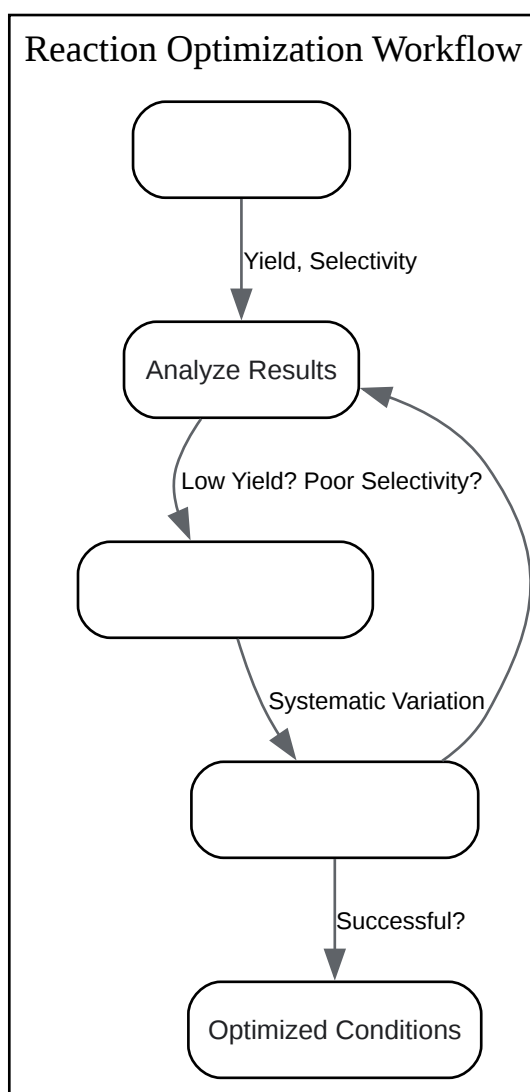 Reaction Optimization Workflow
Yield, Selectivity
Analyze Results
Low Yield? Poor Selectivity?
Systematic Variation
Successful?
Optimized Conditions